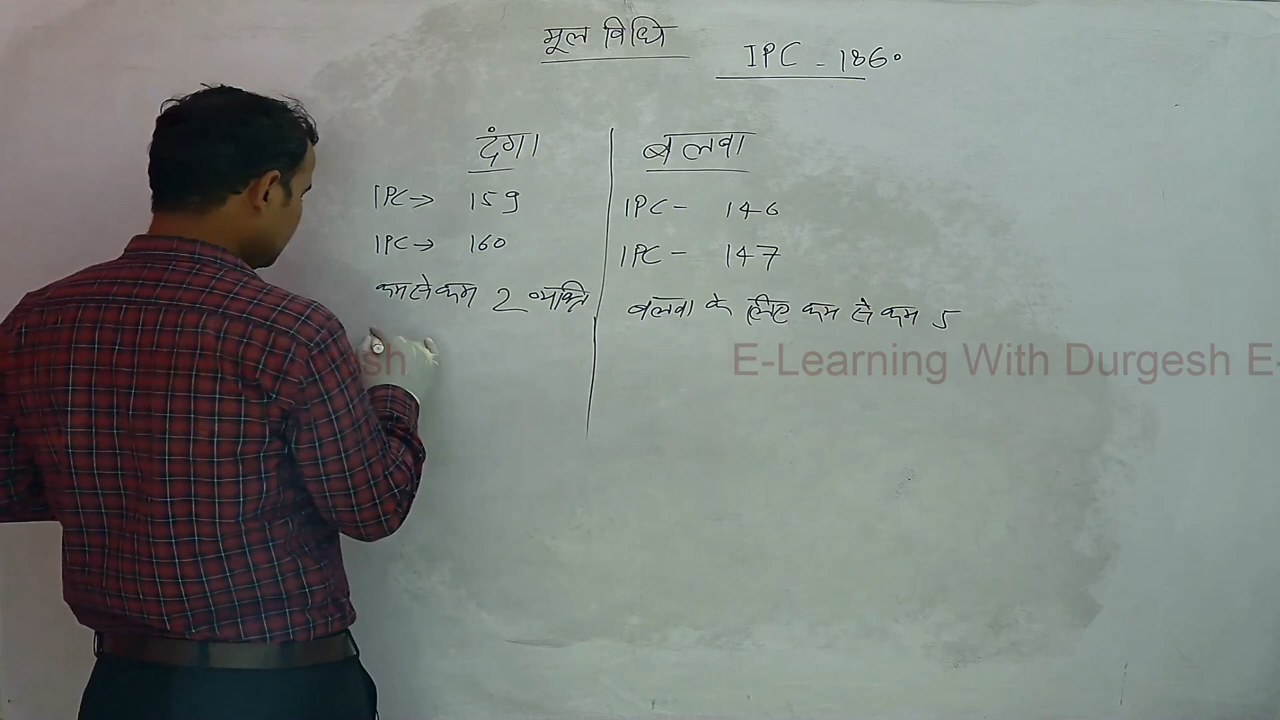 मूल विधि
IPC - 1860
दंगा
IPC → 159
IPC → 160
कम से कम 2 व्यक्ति
बलवा
IPC - 146
IPC - 147
बलवा के लिए कम से कम 5
esh
E-Learning With Durgesh E-